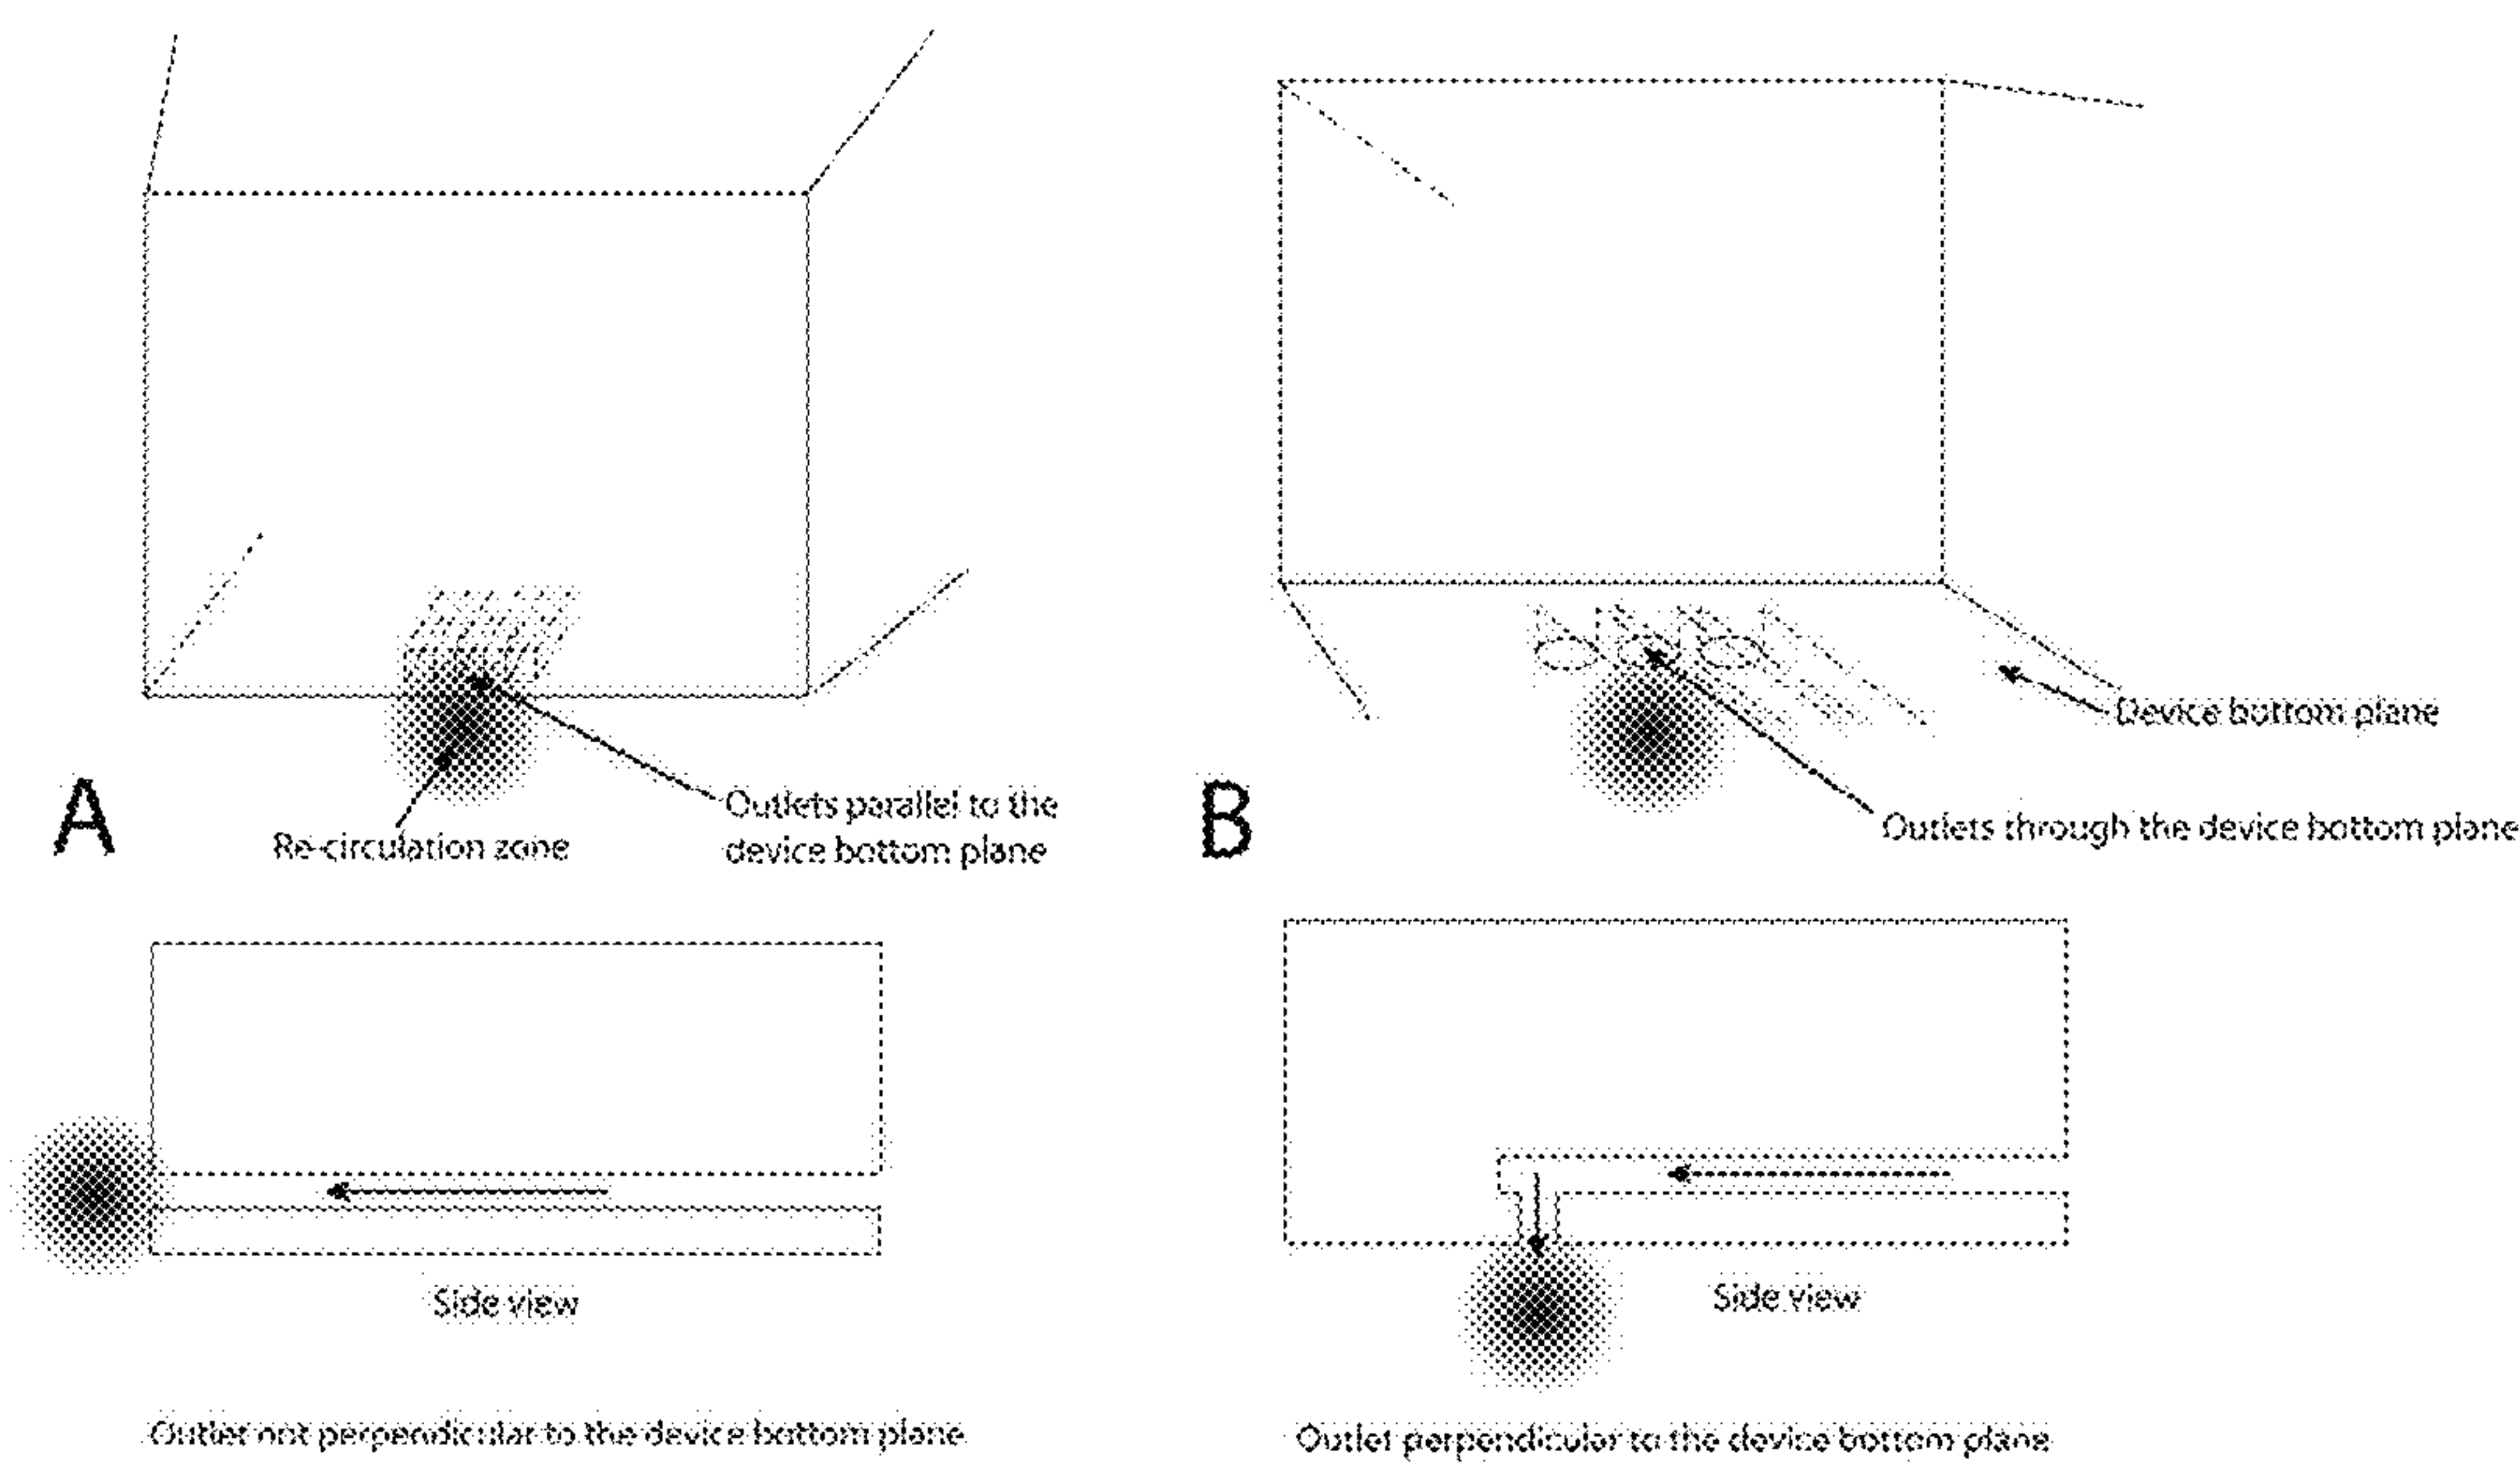 Device bottom plane
A
Re-circulation zone
Outlets parallel to the
device bottom plane
B
Outlets through the device bottom plane
Side view
Side view
Outlet not perpendicular to the device bottom plane
Outlet perpendicular to the device bottom plane